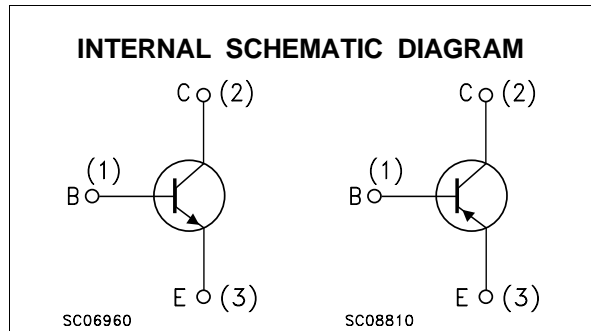 INTERNAL SCHEMATIC DIAGRAM
C (2) C (2)
(1) (1)
B B
E (3) E (3)
SC06960 SC08810